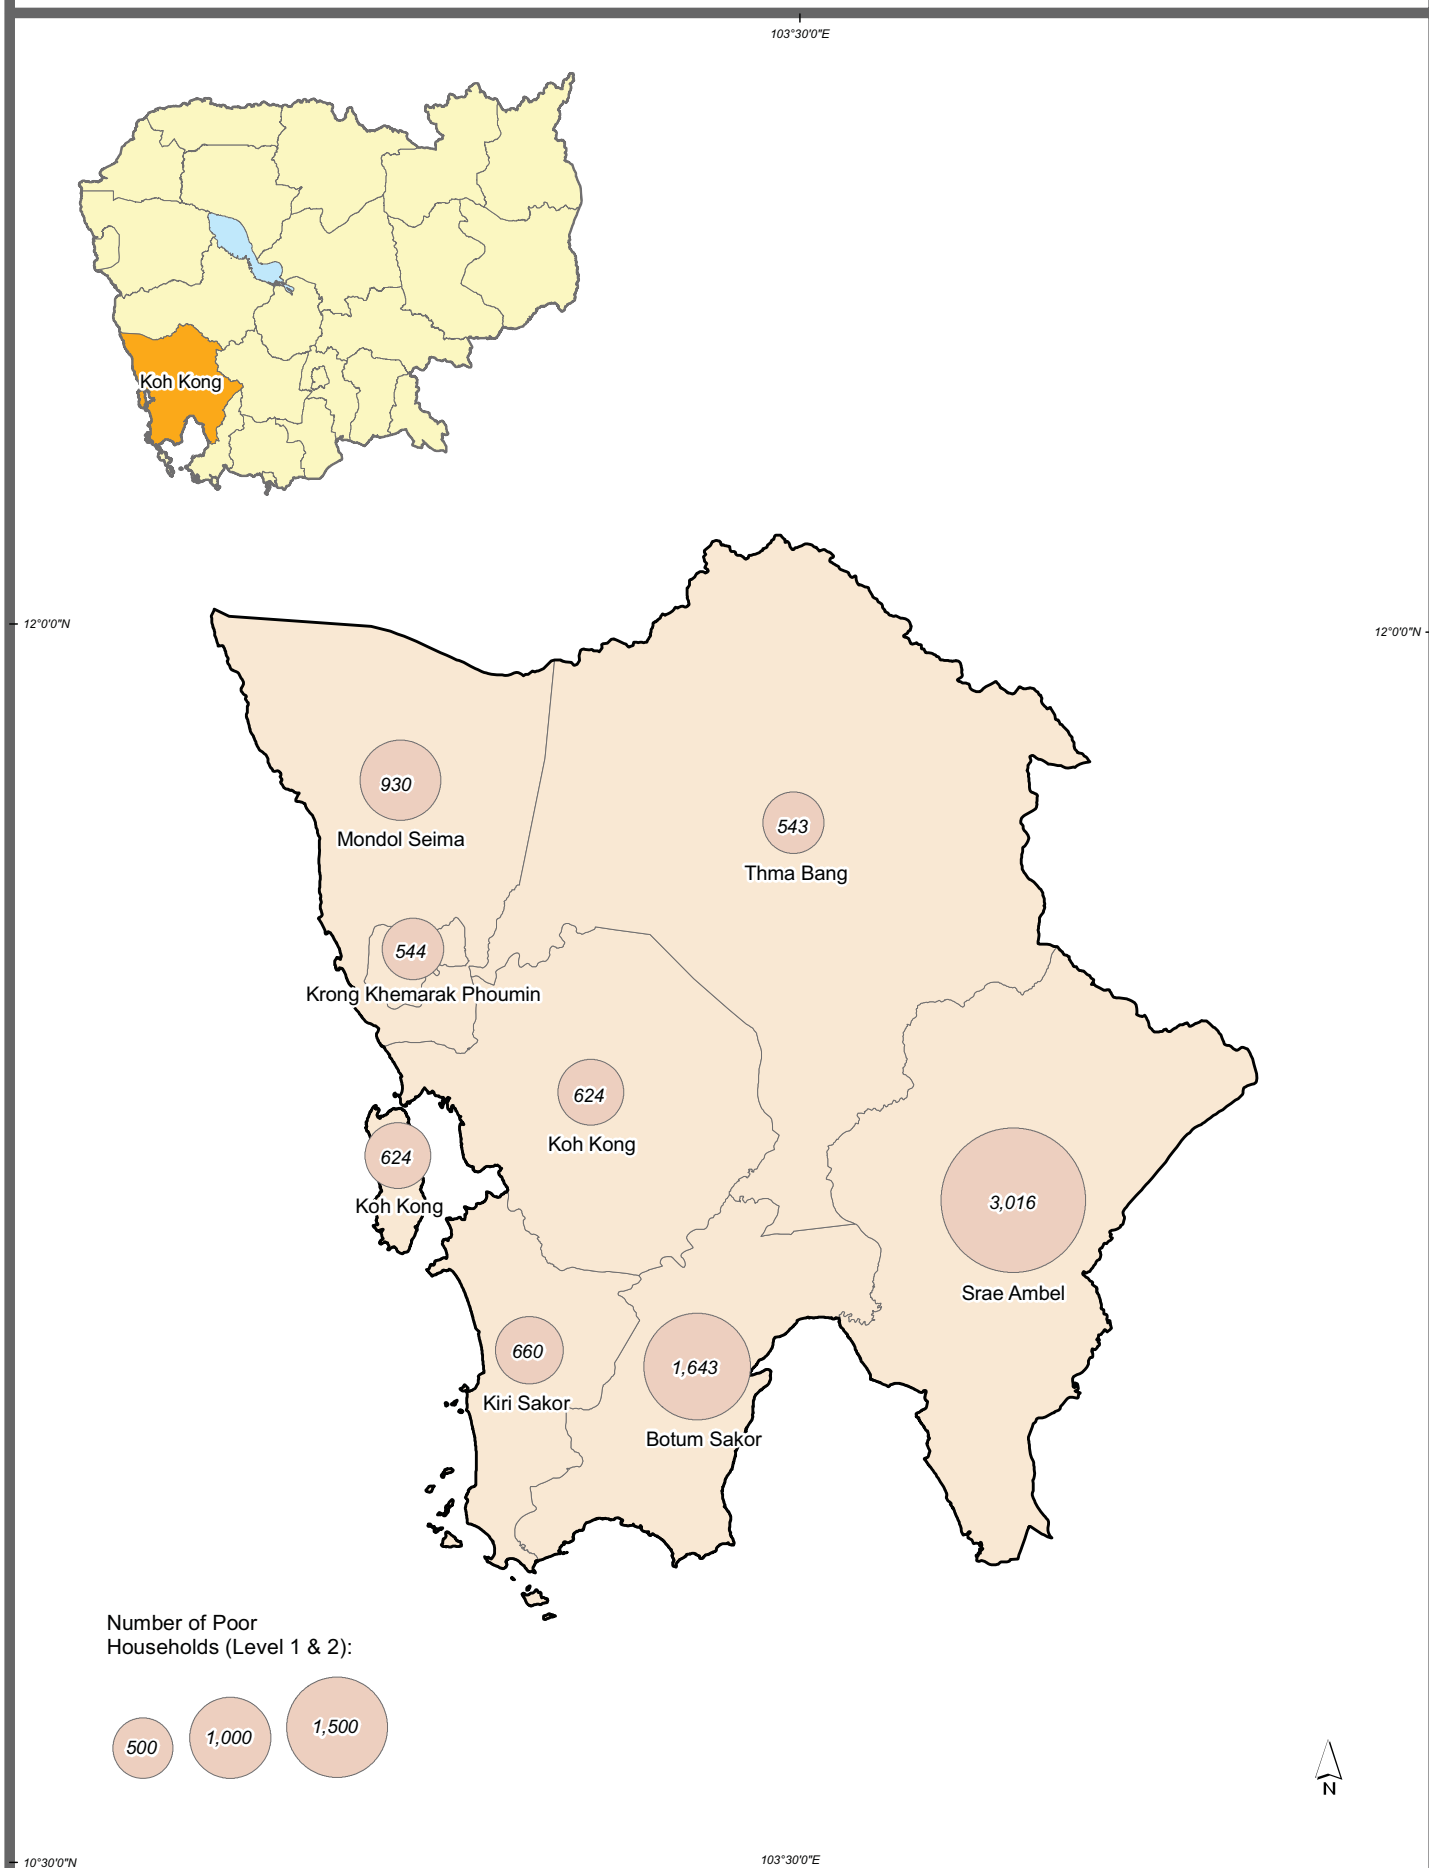 103°30'0"E
Koh Kong
12°0'0"N
12°0'0"N
930
Mondol Seima
543
Thma Bang
544
Krong Khemarak Phoumin
624
Koh Kong
624
Koh Kong
3,016
Srae Ambel
660
Kiri Sakor
1,643
Botum Sakor
Number of Poor
Households (Level 1 & 2):
500
1,000
1,500
N
10°30'0"N
103°30'0"E